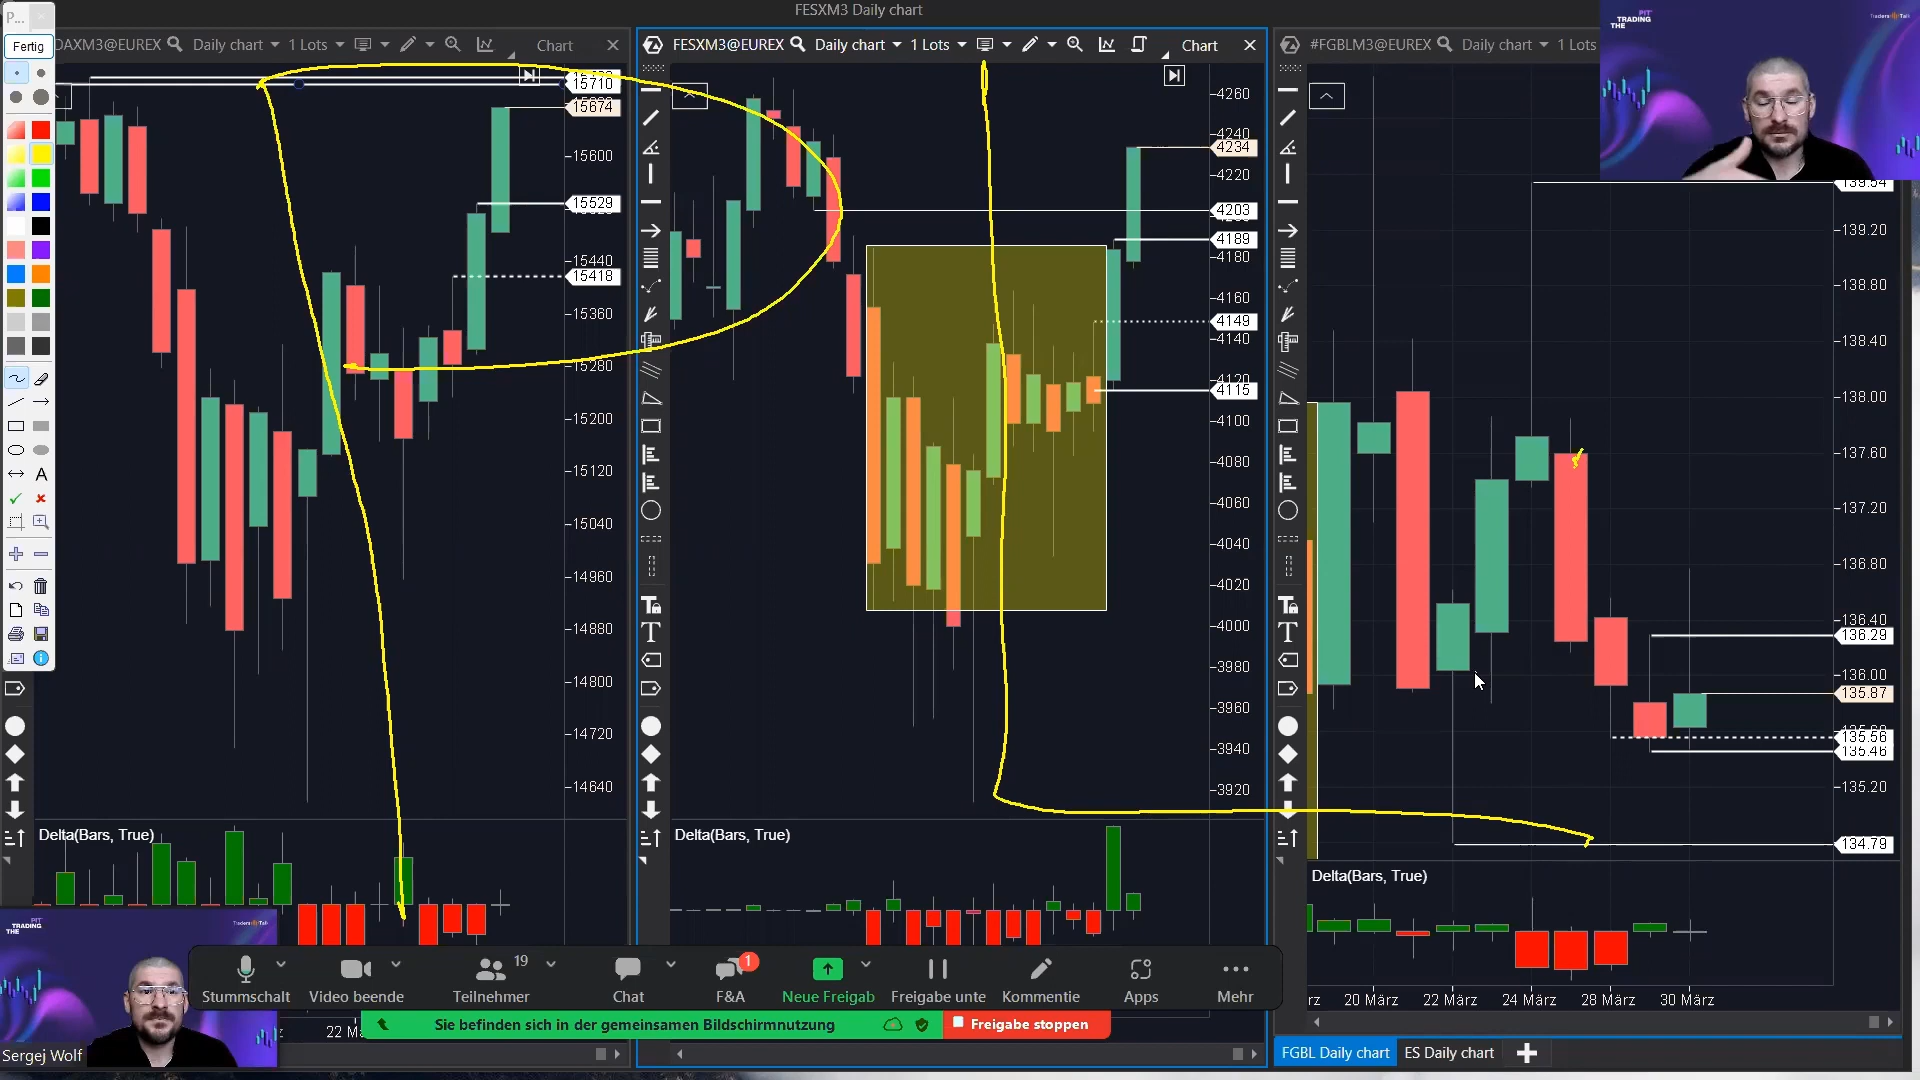 FESXM3 Daily chart
P...
Fertig
DAXM3@EUREX Daily chart 1 Lots Chart
FESXM3@EUREX Daily chart 1 Lots Chart
#FGBLM3@EUREX Daily chart 1 Lots
THE TRADING PIT
15710
15674
15600
15529
15440
15418
15360
15280
15200
15120
15040
14960
14880
14800
14720
14640
4260
4240
4234
4220
4203
4189
4180
4160
4149
4140
4120
4115
4100
4080
4060
4040
4020
4000
3980
3960
3940
3920
139.54
139.20
138.80
138.40
138.00
137.60
137.20
136.80
136.40
136.29
136.00
135.87
135.56
135.46
135.20
134.79
Delta(Bars, True)
Delta(Bars, True)
Delta(Bars, True)
20 März 22 März 24 März 28 März 30 März
THE TRADING PIT
Sergej Wolf
Stummschalt
Video beende
19
Teilnehmer
Chat
1
F&A
Neue Freigab
Freigabe unte
Kommentie
Apps
Mehr
Sie befinden sich in der gemeinsamen Bildschirmnutzung
Freigabe stoppen
FGBL Daily chart
ES Daily chart